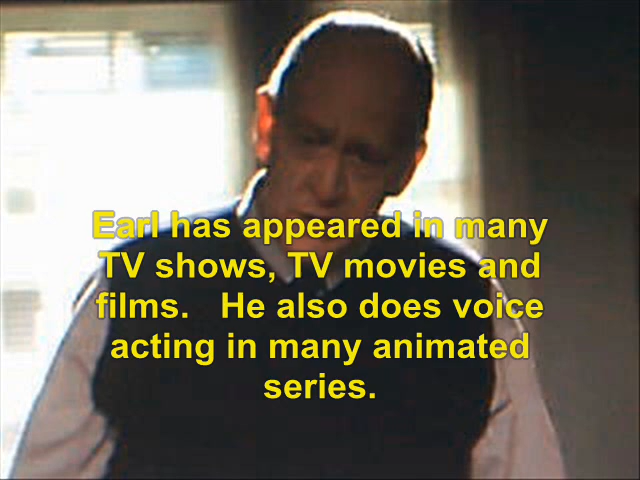 Earl has appeared in many
TV shows, TV movies and
films.   He also does voice
acting in many animated
series.